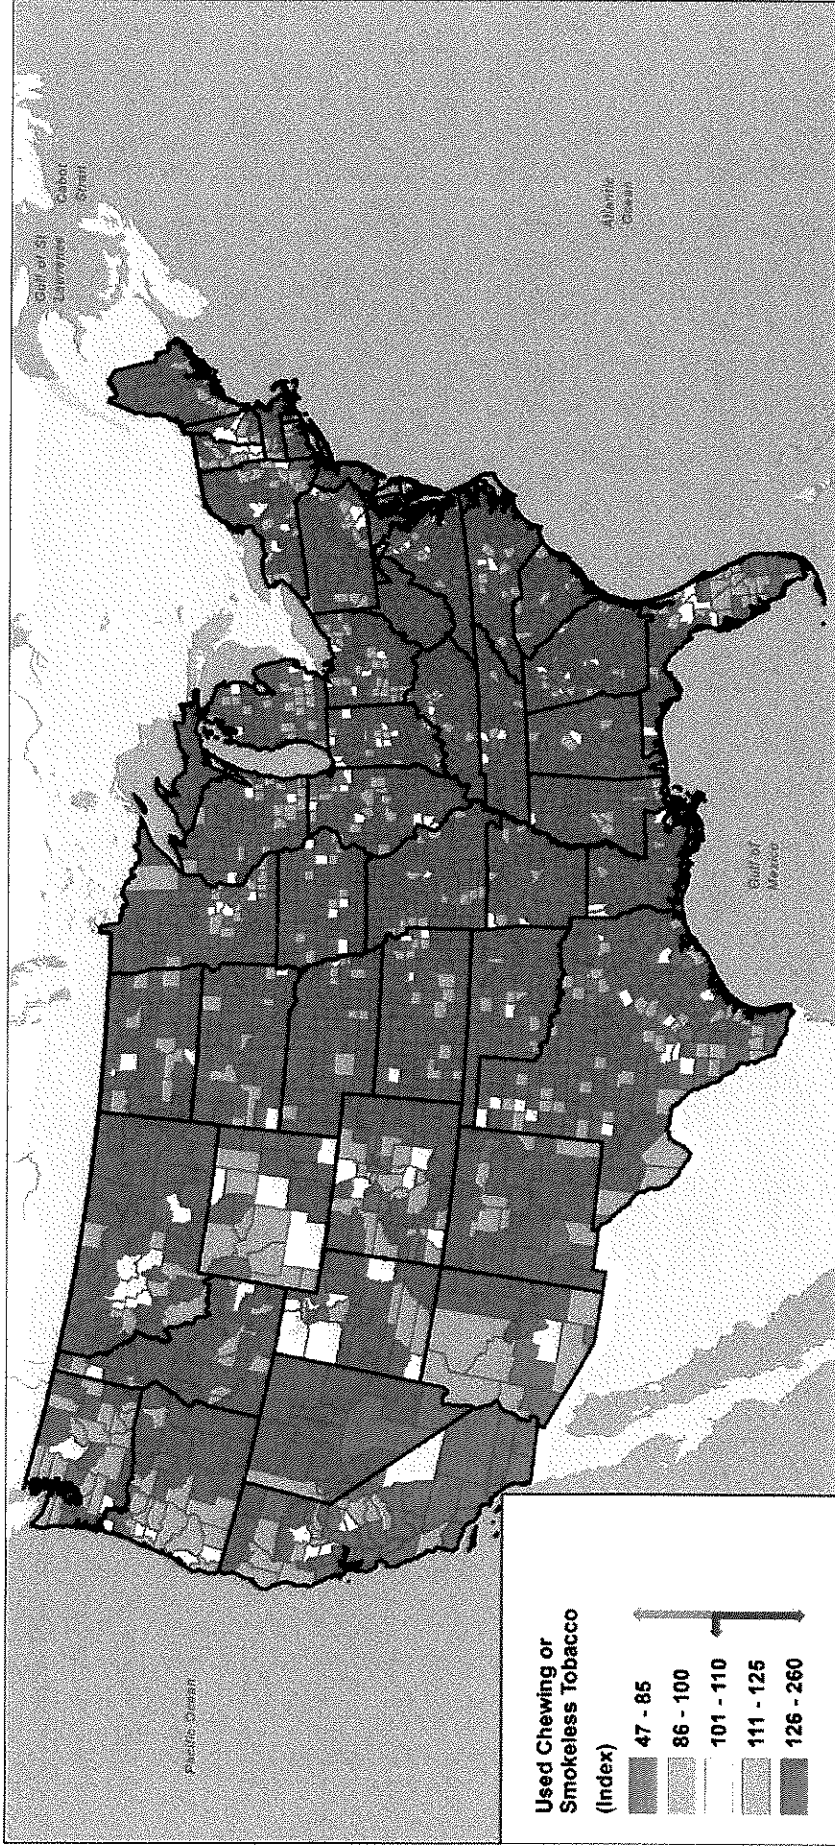 Used Chewing or
Smokeless Tobacco
(Index)
47 - 85
86 - 100
101 - 110
111 - 125
126 - 260
Pacific Ocean
Gulf of St
Lawrence
Cabot
Strait
Atlantic
Ocean
Gulf of
Mexico